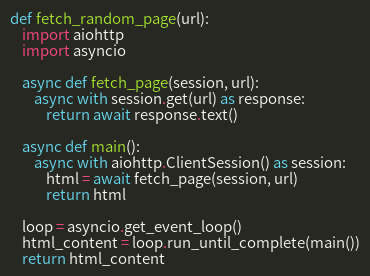 def fetch_random_page(url):
    import aiohttp
    import asyncio

    async def fetch_page(session, url):
        async with session.get(url) as response:
            return await response.text()

    async def main():
        async with aiohttp.ClientSession() as session:
            html = await fetch_page(session, url)
            return html

    loop = asyncio.get_event_loop()
    html_content = loop.run_until_complete(main())
    return html_content